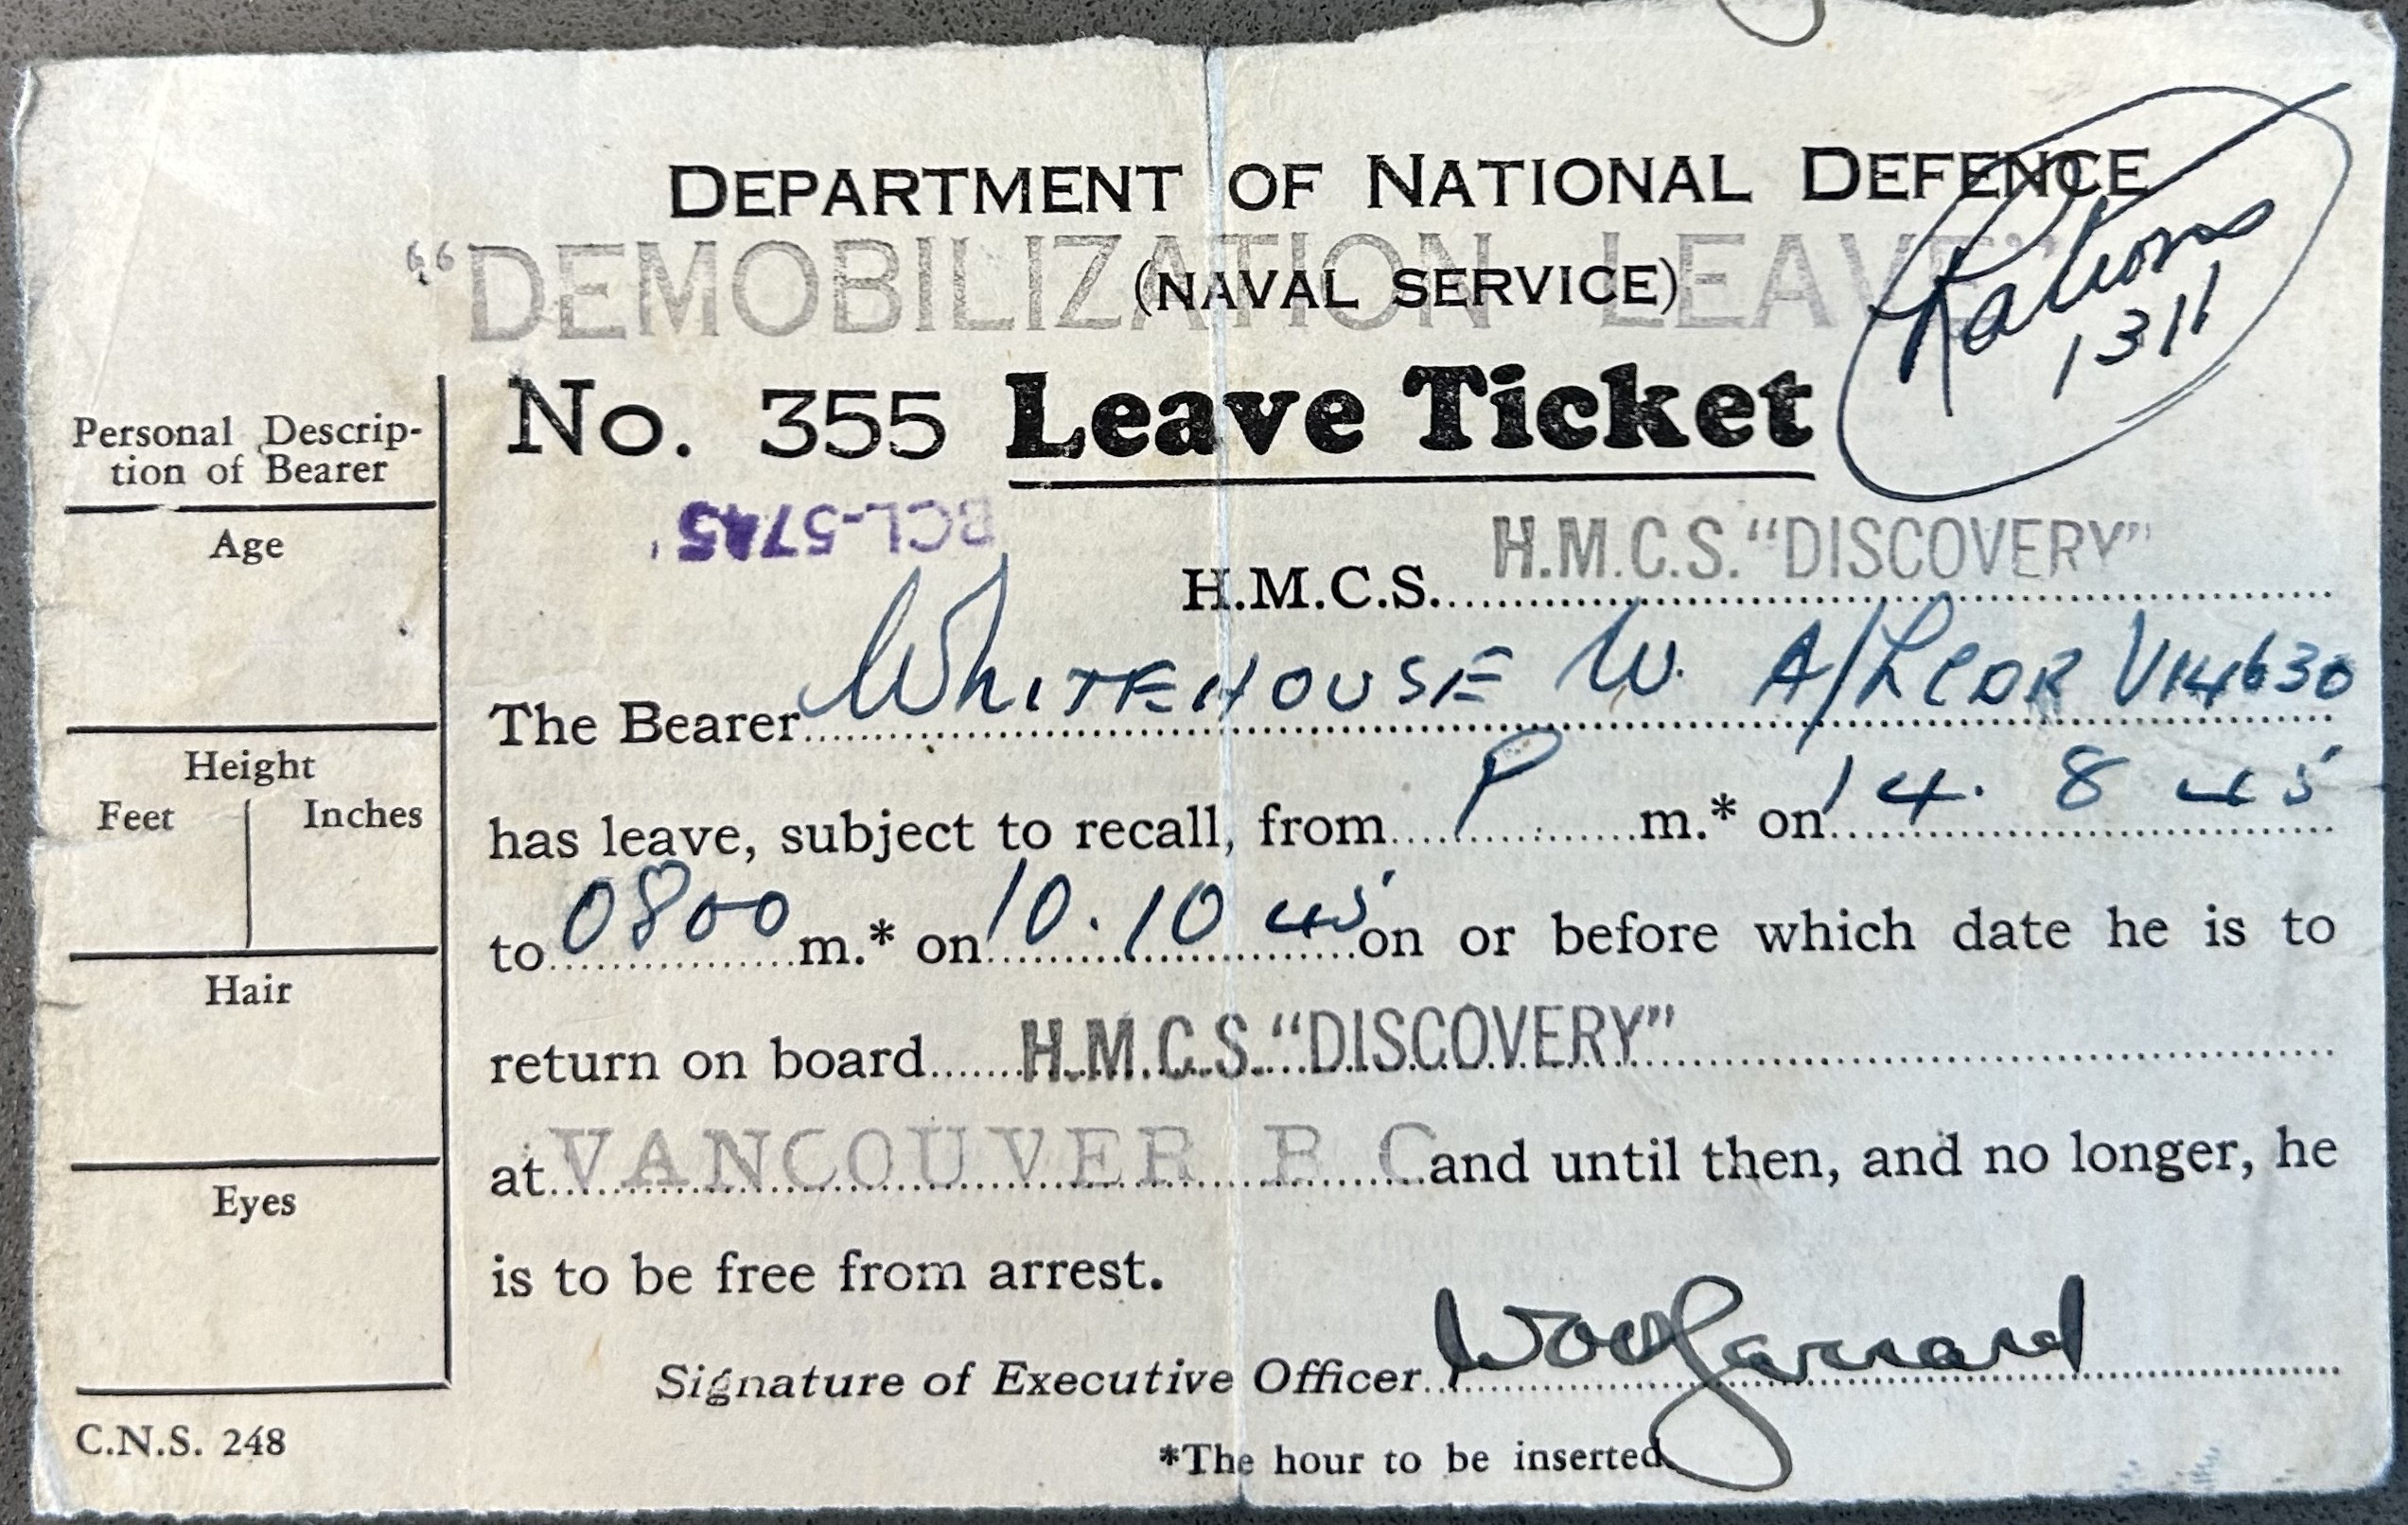 DEPARTMENT OF NATIONAL DEFENCE
"DEMOBILIZATION LEAVE"
(NAVAL SERVICE)
Rations
1311
No. 355 Leave Ticket
BCL-5745
H.M.C.S. H.M.C.S. "DISCOVERY"
The Bearer WHITEHOUSE W. A/LCDR V14630
has leave, subject to recall, from P m.* on 14. 8 45
to 0800 m.* on 10.10 45 on or before which date he is to
return on board H.M.C.S. "DISCOVERY"
at VANCOUVER B C and until then, and no longer, he
is to be free from arrest.
Signature of Executive Officer
*The hour to be inserted
Personal Descrip-
tion of Bearer
Age
Height
Feet Inches
Hair
Eyes
C.N.S. 248